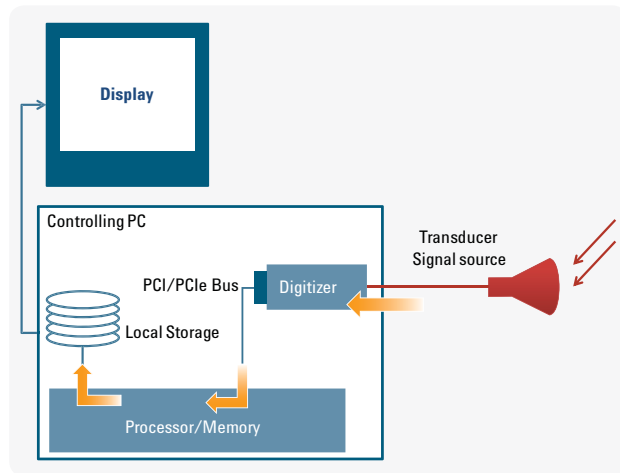 Display
Controlling PC
Transducer
Signal source
PCI/PCIe Bus
Digitizer
Local Storage
Processor/Memory